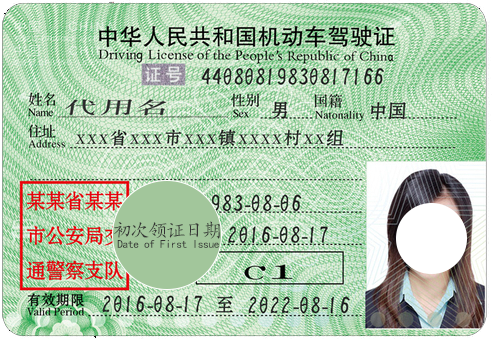 中华人民共和国机动车驾驶证
Driving License of the People's Republic of China
证号 44080819830817166
姓名 代用名 性别 男 国籍 中国
Name Sex Natonality
住址 xxx省xxx市xxx镇xxxx村xx组
Address
某某省某某 983-08-06
市公安局交 初次领证日期 2016-08-17
Date of First Issue
通警察支队 C1
有效期限 2016-08-17 至 2022-08-16
Valid Period